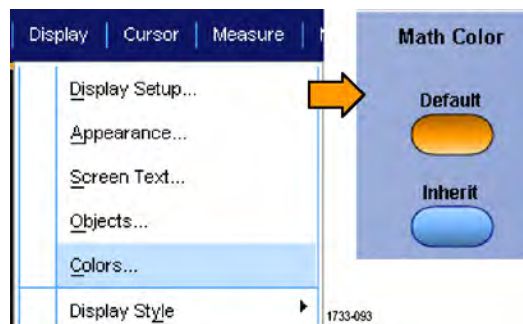 Display | Cursor | Measure |
Display Setup...
Appearance...
Screen Text...
Objects...
Colors...
Display Style
1733-093
Math Color
Default
Inherit